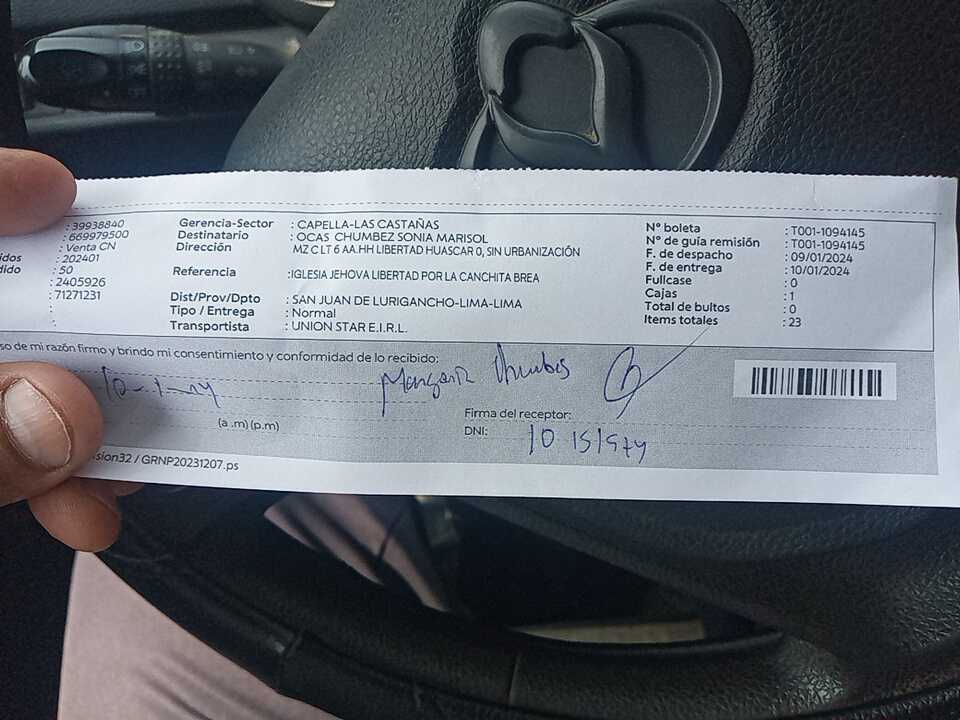 : 39938840
: 669979500
: Venta CN
: 202401
: 50
: 2405926
: 71271231
Gerencia-Sector : CAPELLA-LAS CASTAÑAS
Destinatario : OCAS CHUMBEZ SONIA MARISOL
Dirección MZ C LT 6 AA.HH LIBERTAD HUASCAR 0, SIN URBANIZACIÓN
Referencia :IGLESIA JEHOVA LIBERTAD POR LA CANCHITA BREA
Dist/Prov/Dpto : SAN JUAN DE LURIGANCHO-LIMA-LIMA
Tipo / Entrega : Normal
Transportista : UNION STAR E.I.R.L.
N° boleta : T001-1094145
N° de guía remisión : T001-1094145
F. de despacho : 09/01/2024
F. de entrega : 10/01/2024
Fullcase : 0
Cajas : 1
Total de bultos : 0
Items totales : 23
so de mi razón firmo y brindo mi consentimiento y conformidad de lo recibido:
(a .m) (p.m)
Firma del receptor:
DNI:
sion32 / GRNP20231207.ps